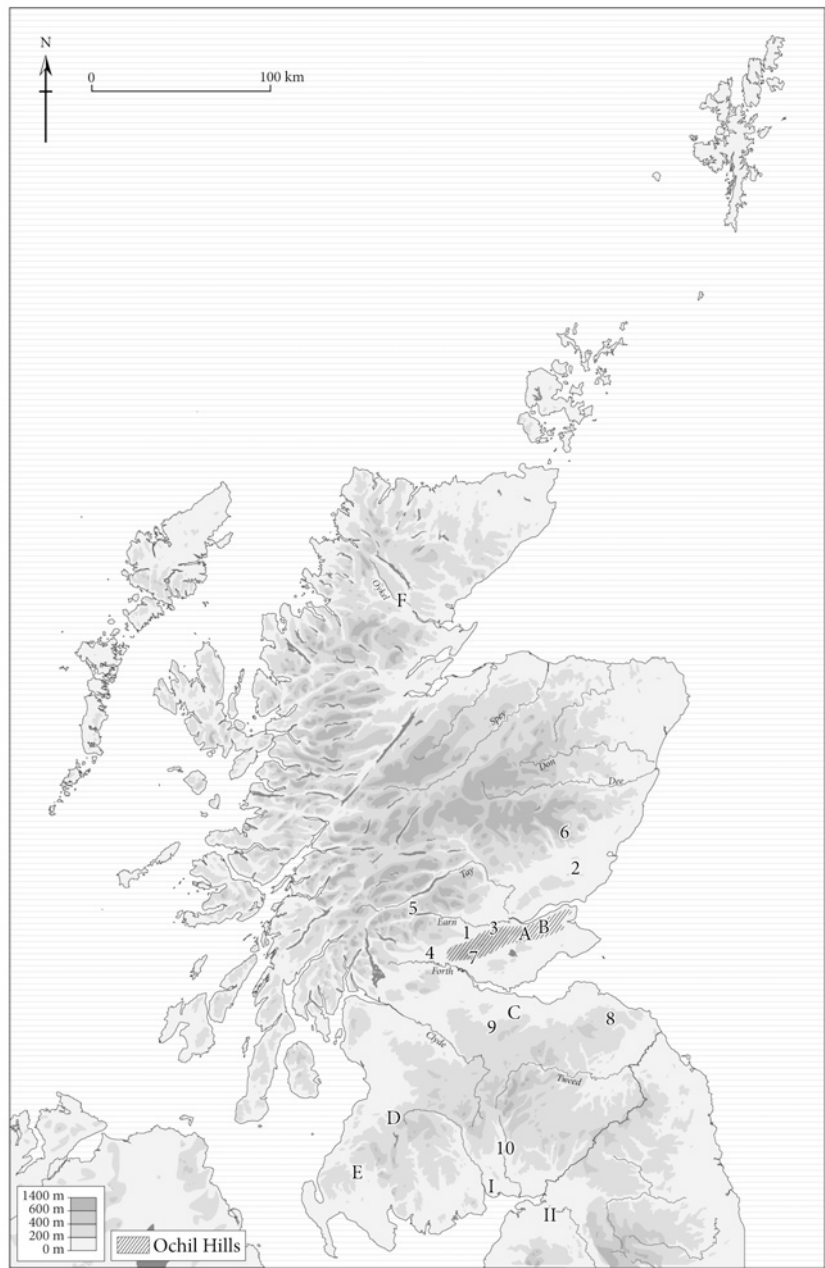 N
0
100 km
Oykel
F
Spey
Don
Dee
6
2
Tay
5
Earn
1
3
A
B
4
7
Forth
C
8
9
Clyde
Tweed
D
10
E
I
II
1400 m
600 m
400 m
200 m
0 m
Ochil Hills